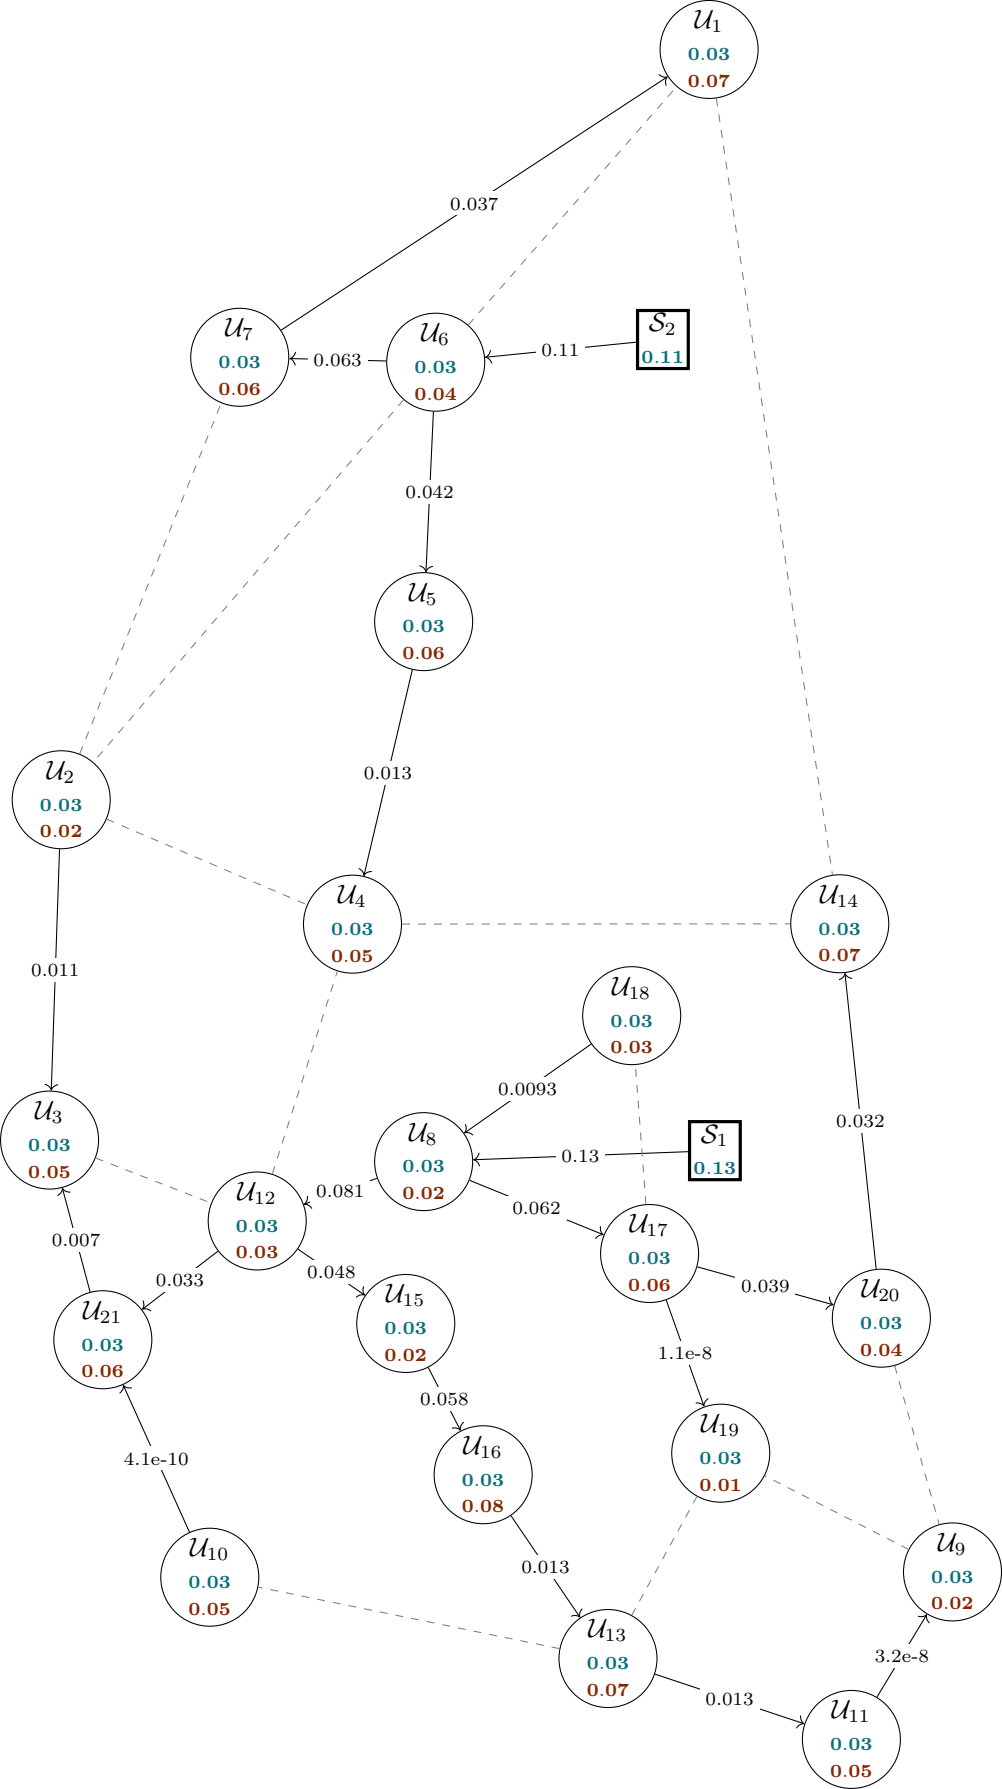 𝒰₁
0.03
0.07
0.037
𝒰₇
0.03
0.06
0.063
𝒰₆
0.03
0.04
0.11
𝒮₂
0.11
0.042
𝒰₅
0.03
0.06
0.013
𝒰₂
0.03
0.02
𝒰₄
0.03
0.05
𝒰₁₄
0.03
0.07
0.011
𝒰₁₈
0.03
0.03
0.0093
0.032
𝒰₃
0.03
0.05
𝒰₈
0.03
0.02
0.13
𝒮₁
0.13
𝒰₁₂
0.03
0.03
0.081
0.062
𝒰₁₇
0.03
0.06
0.007
0.033
0.048
0.039
𝒰₂₁
0.03
0.06
𝒰₁₅
0.03
0.02
𝒰₂₀
0.03
0.04
1.1e-8
0.058
𝒰₁₉
0.03
0.01
4.1e-10
𝒰₁₆
0.03
0.08
𝒰₁₀
0.03
0.05
0.013
𝒰₉
0.03
0.02
𝒰₁₃
0.03
0.07
3.2e-8
0.013
𝒰₁₁
0.03
0.05